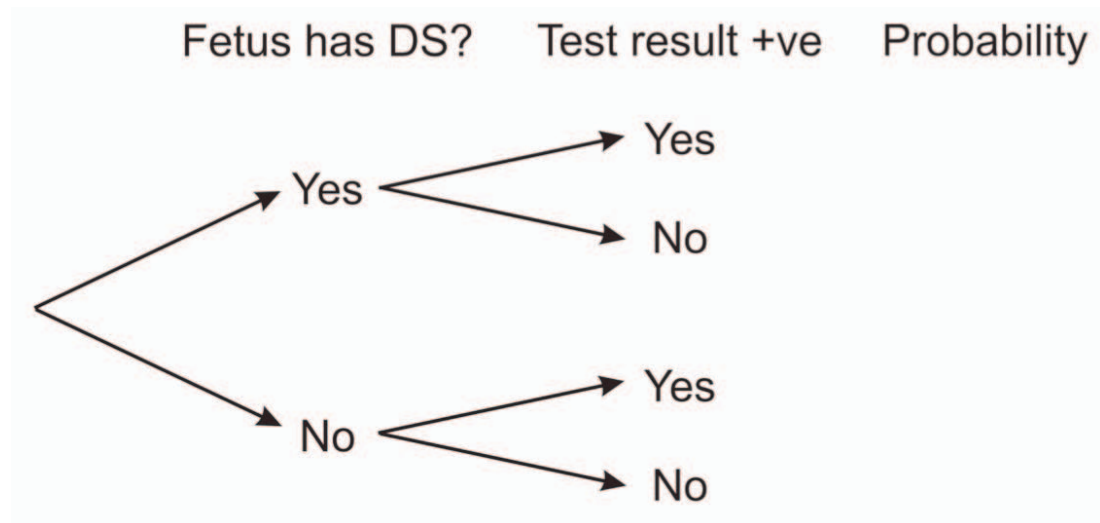 Fetus has DS? Test result +ve Probability
Yes
Yes
No
Yes
No
No